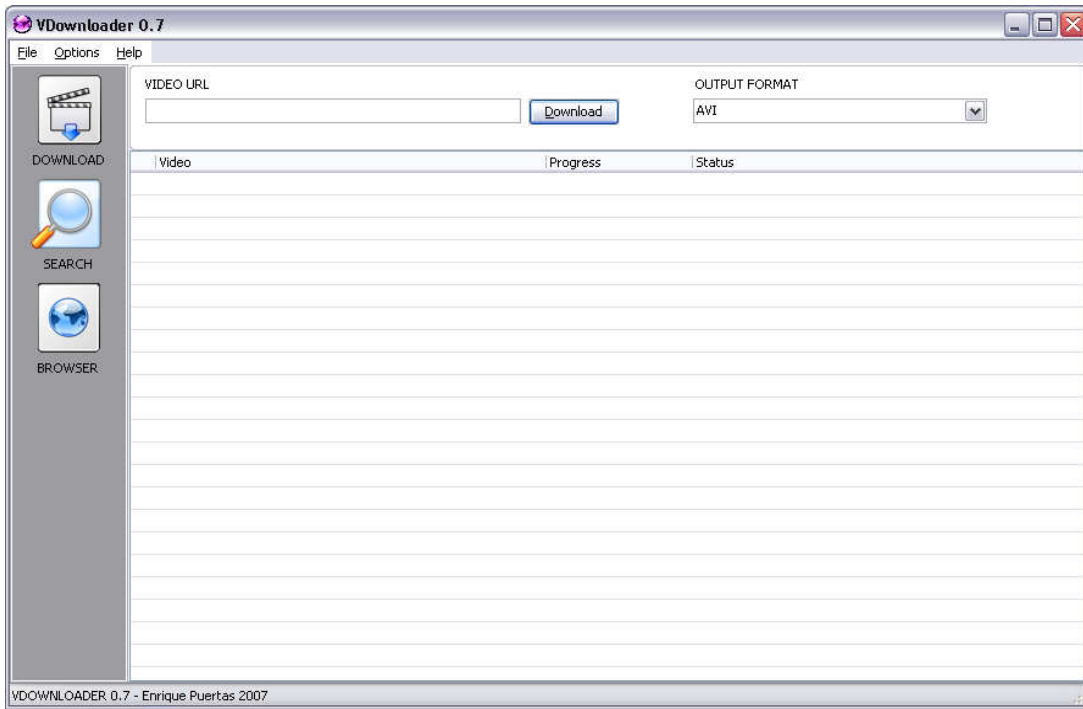 VDownloader 0.7
File Options Help
VIDEO URL
OUTPUT FORMAT
Download
AVI
DOWNLOAD
Video Progress Status
SEARCH
BROWSER
VDOWNLOADER 0.7 - Enrique Puertas 2007